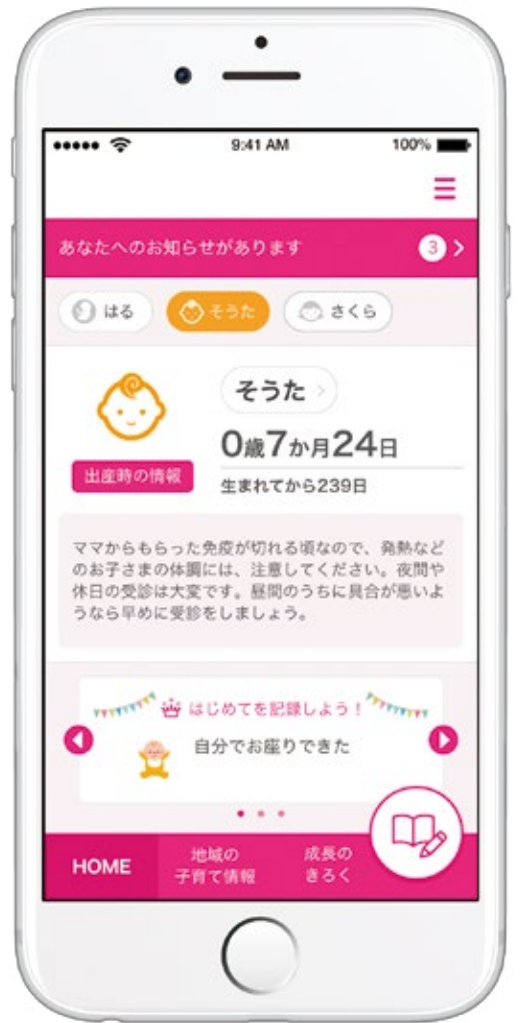 9:41 AM
100%
あなたへのお知らせがあります
3
はる
そうた
さくら
そうた
0歳7か月24日
出産時の情報
生まれてから239日
ママからもらった免疫が切れる頃なので、発熱など
のお子さまの体調には、注意してください。夜間や
休日の受診は大変です。昼間のうちに具合が悪いよ
うなら早めに受診をしましょう。
はじめてを記録しよう！
自分でお座りできた
HOME
地域の
子育て情報
成長の
きろく